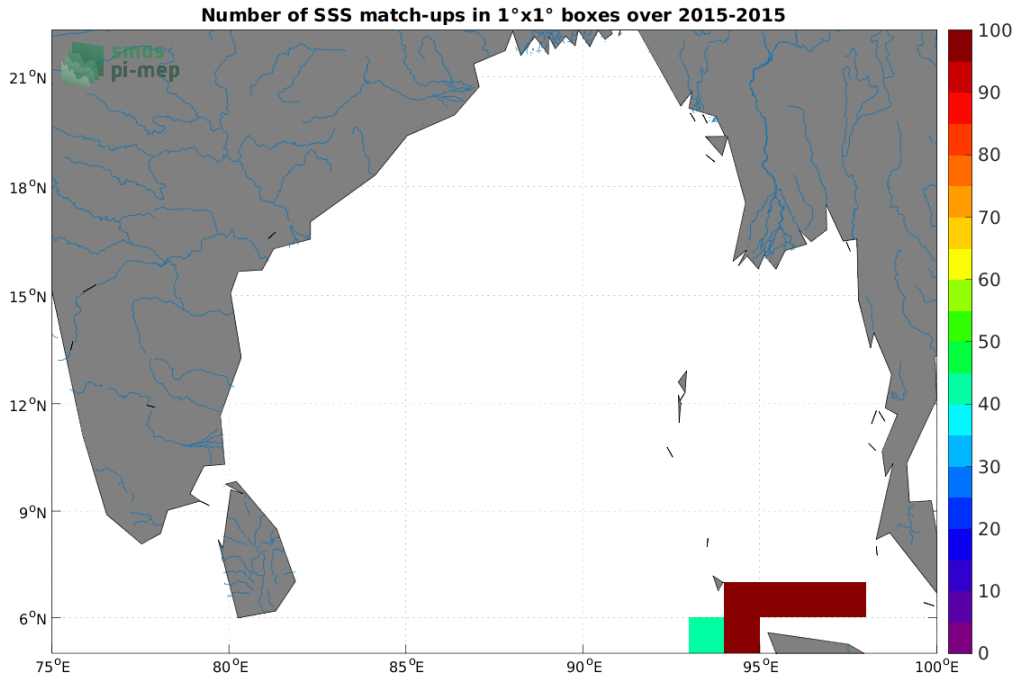 Number of SSS match-ups in 1°x1° boxes over 2015-2015
smos
pi-mep
21°N
18°N
15°N
12°N
9°N
6°N
75°E
80°E
85°E
90°E
95°E
100°E
100
90
80
70
60
50
40
30
20
10
0